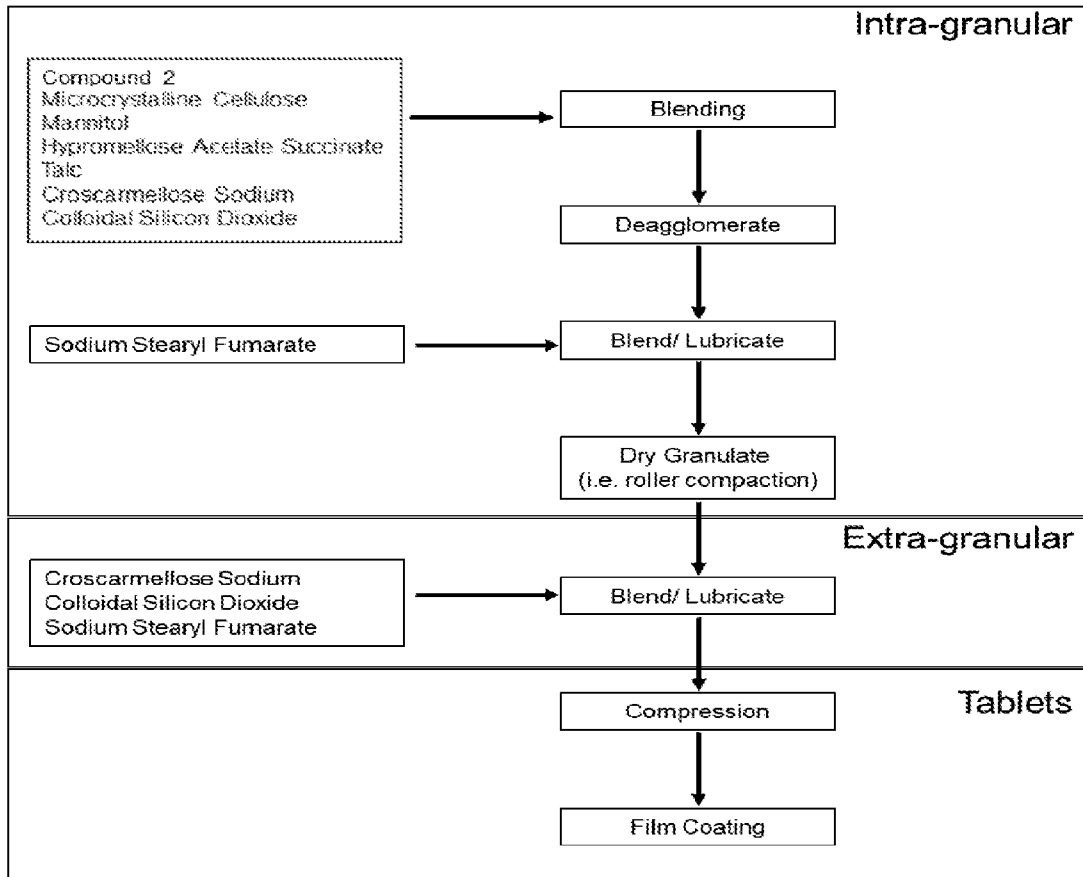 Intra-granular
Compound 2
Microcrystalline Cellulose
Mannitol
Hypromellose Acetate Succinate
Talc
Croscarmellose Sodium
Colloidal Silicon Dioxide
Blending
Deagglomerate
Sodium Stearyl Fumarate
Blend/ Lubricate
Dry Granulate
(i.e. roller compaction)
Extra-granular
Croscarmellose Sodium
Colloidal Silicon Dioxide
Sodium Stearyl Fumarate
Blend/ Lubricate
Tablets
Compression
Film Coating